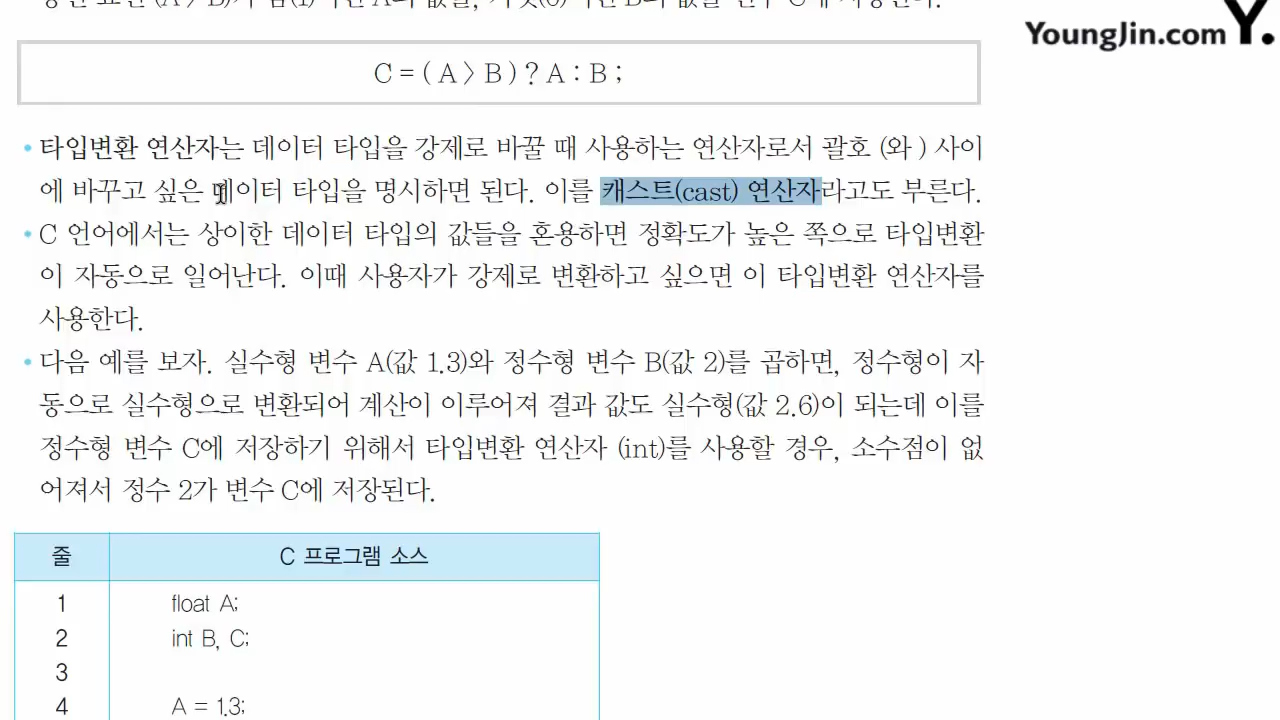 YoungJin.com Y.
C = ( A > B ) ? A : B ;
• 타입변환 연산자는 데이터 타입을 강제로 바꿀 때 사용하는 연산자로서 괄호 (와 ) 사이
에 바꾸고 싶은 데이터 타입을 명시하면 된다. 이를 캐스트(cast) 연산자라고도 부른다.
• C 언어에서는 상이한 데이터 타입의 값들을 혼용하면 정확도가 높은 쪽으로 타입변환
이 자동으로 일어난다. 이때 사용자가 강제로 변환하고 싶으면 이 타입변환 연산자를
사용한다.
• 다음 예를 보자. 실수형 변수 A(값 1.3)와 정수형 변수 B(값 2)를 곱하면, 정수형이 자
동으로 실수형으로 변환되어 계산이 이루어져 결과 값도 실수형(값 2.6)이 되는데 이를
정수형 변수 C에 저장하기 위해서 타입변환 연산자 (int)를 사용할 경우, 소수점이 없
어져서 정수 2가 변수 C에 저장된다.
줄 C 프로그램 소스
1 float A;
2 int B, C;
3
4 A = 1.3;